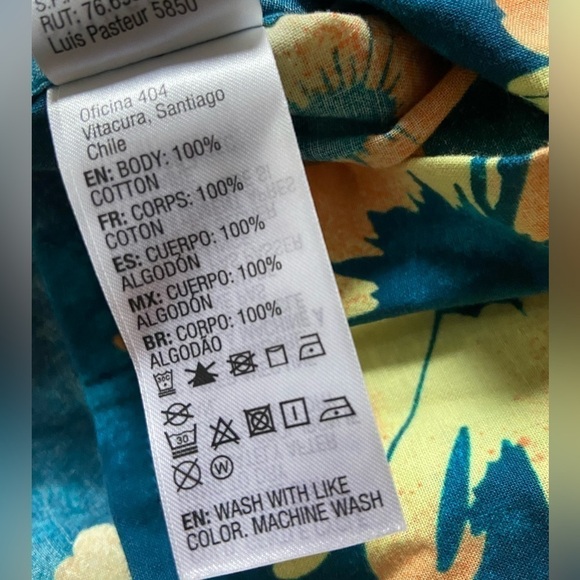 RUT: 76.
Luis Pasteur 5850
Oficina 404
Vitacura, Santiago
Chile
EN: BODY: 100%
COTTON
FR: CORPS: 100%
COTON
ES: CUERPO: 100%
ALGODÓN
MX: CUERPO: 100%
ALGODÓN
BR: CORPO: 100%
ALGODÃO
30
W
EN: WASH WITH LIKE
COLOR. MACHINE WASH